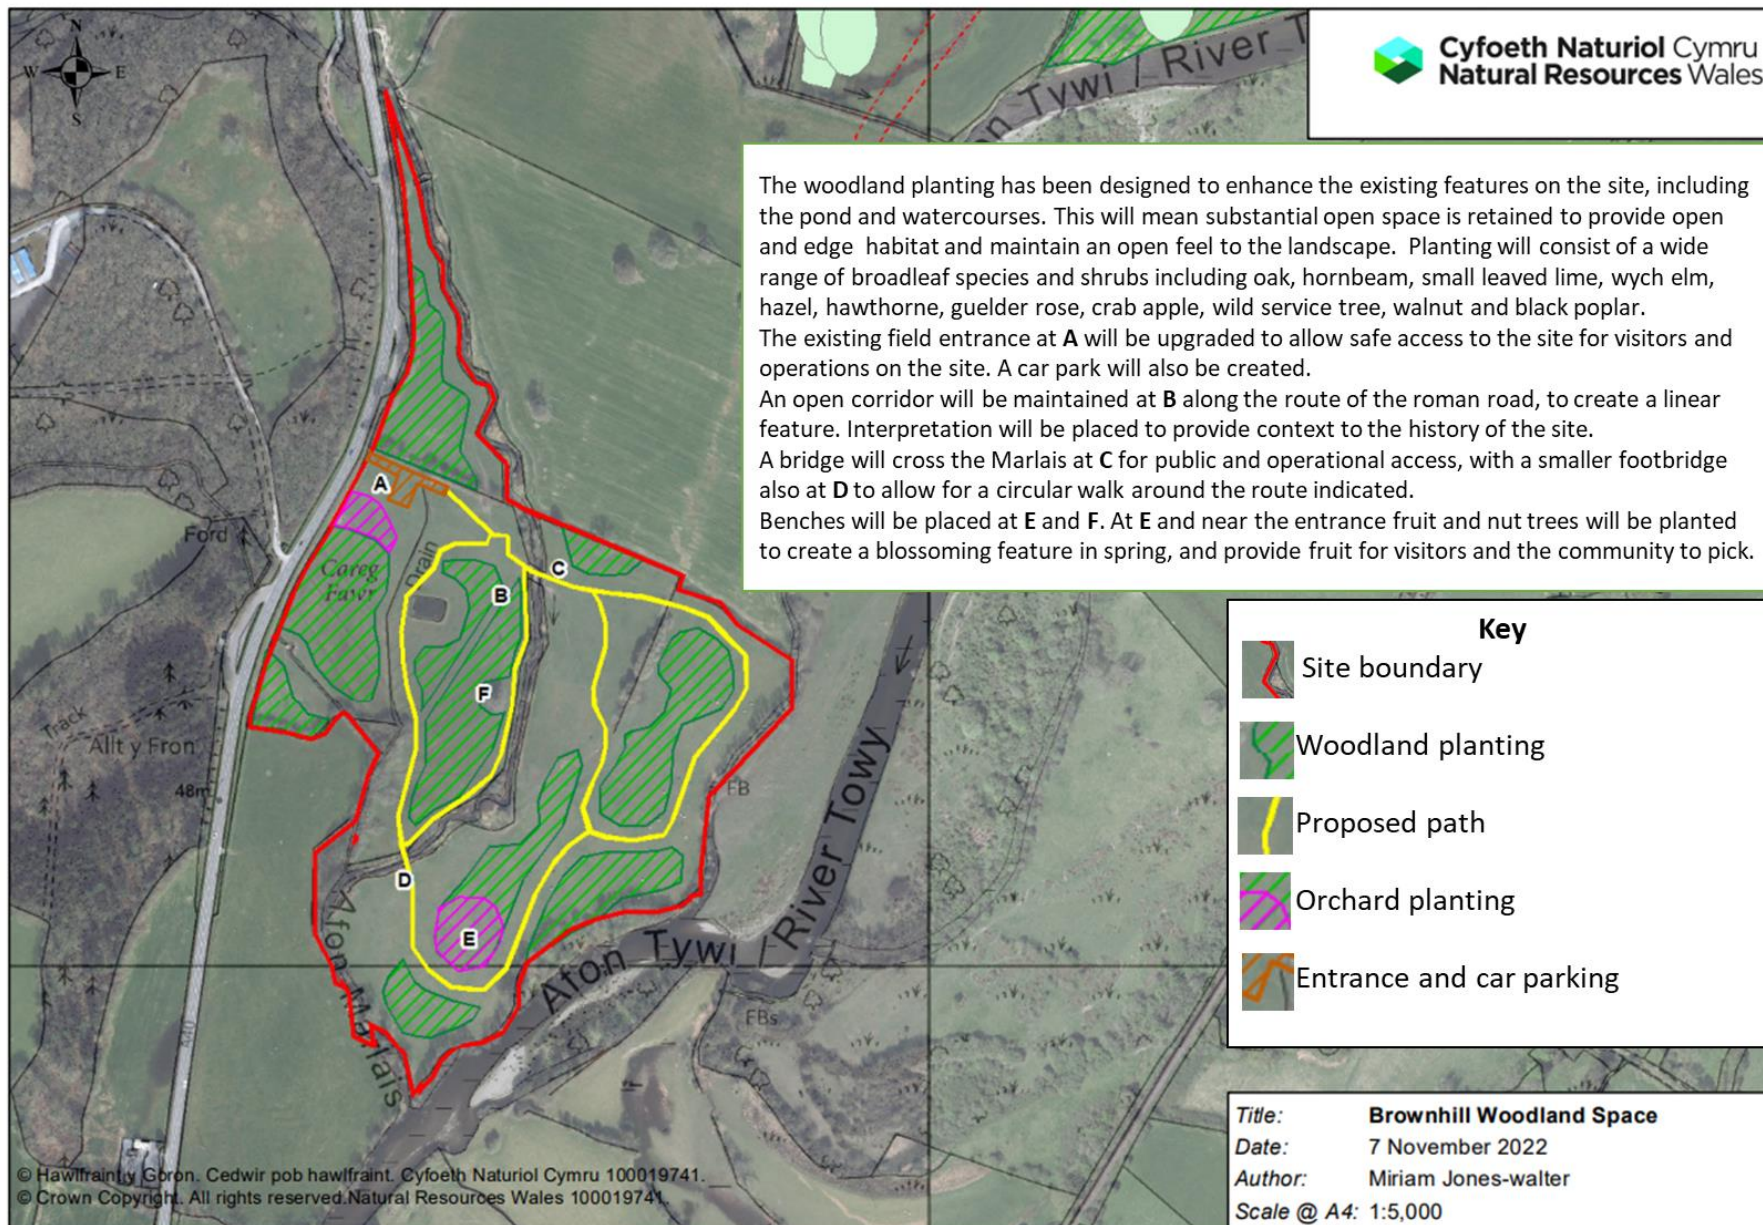 N
W E
S
Afon Tywi / River T
Cyfoeth Naturiol Cymru
Natural Resources Wales
The woodland planting has been designed to enhance the existing features on the site, including
the pond and watercourses. This will mean substantial open space is retained to provide open
and edge habitat and maintain an open feel to the landscape. Planting will consist of a wide
range of broadleaf species and shrubs including oak, hornbeam, small leaved lime, wych elm,
hazel, hawthorne, guelder rose, crab apple, wild service tree, walnut and black poplar.
The existing field entrance at A will be upgraded to allow safe access to the site for visitors and
operations on the site. A car park will also be created.
An open corridor will be maintained at B along the route of the roman road, to create a linear
feature. Interpretation will be placed to provide context to the history of the site.
A bridge will cross the Marlais at C for public and operational access, with a smaller footbridge
also at D to allow for a circular walk around the route indicated.
Benches will be placed at E and F. At E and near the entrance fruit and nut trees will be planted
to create a blossoming feature in spring, and provide fruit for visitors and the community to pick.
A
Ford
Careg
Fawr
Drain
C
B
F
Track
Allt y Fron
48m
FB
D
E
Afon Tywi / River Towy
Afon Marlais
FBs
A40
Key
Site boundary
Woodland planting
Proposed path
Orchard planting
Entrance and car parking
Title: Brownhill Woodland Space
Date: 7 November 2022
Author: Miriam Jones-walter
Scale @ A4: 1:5,000
© Hawlfraint y Goron. Cedwir pob hawlfraint. Cyfoeth Naturiol Cymru 100019741.
© Crown Copyright. All rights reserved.Natural Resources Wales 100019741.